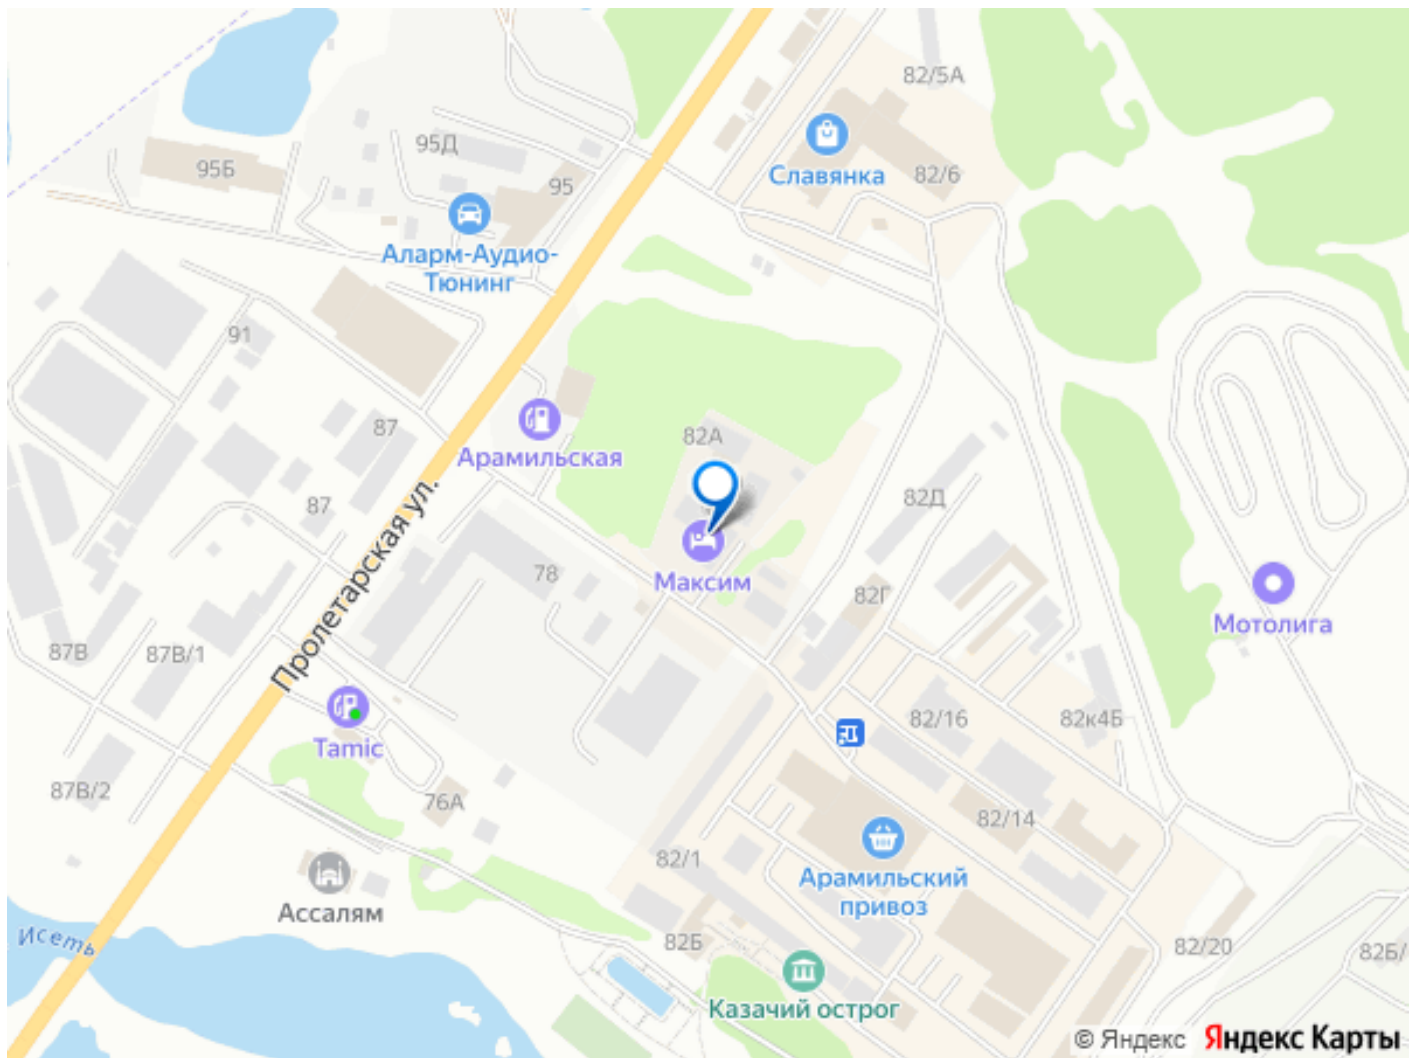 82/5А
95Д
95Б
95
Славянка
82/6
Аларм-Аудио-
Тюнинг
91
87
82А
Арамильская
87
82Д
Пролетарская ул.
78
Максим
82Г
Мотолига
87В
87В/1
82/16
82к4Б
Tamic
87В/2
76А
82/14
82/1
Арамильский
привоз
Ассалям
Исеть
82Б
82/20
82Б/
Казачий острог
© Яндекс Яндекс Карты